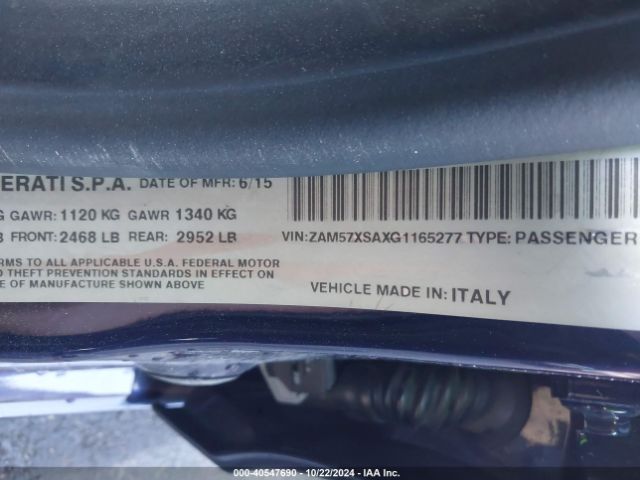 ERATI S.P.A. DATE OF MFR: 6/15
GAWR: 1120 KG GAWR 1340 KG
FRONT: 2468 LB REAR: 2952 LB
VIN:ZAM57XSAXG1165277 TYPE: PASSENGER
RMS TO ALL APPLICABLE U.S. FEDERAL MOTOR
D THEFT PREVENTION STANDARDS IN EFFECT
E OF MANUFACTURE SHOWN ABOVE
VEHICLE MADE IN: ITALY
000-40547690 - 10/22/2024 - IAA Inc.